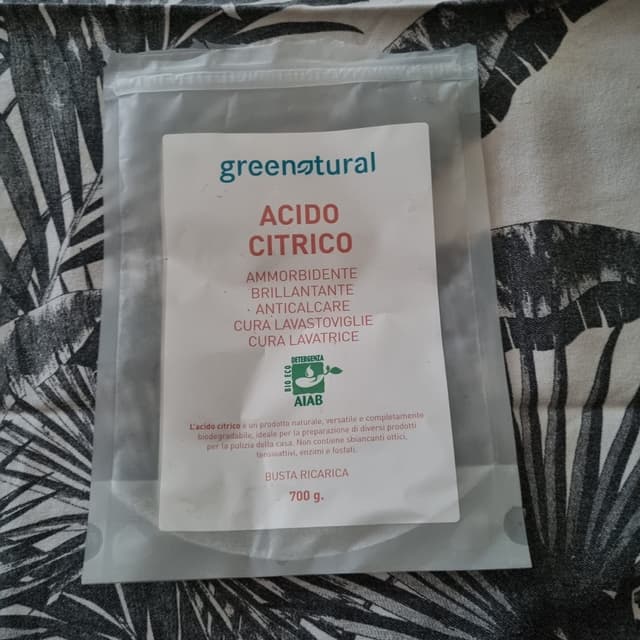 greenatural
ACIDO
CITRICO
AMMORBIDENTE
BRILLANTANTE
ANTICALCARE
CURA LAVASTOVIGLIE
CURA LAVATRICE
BIO ECO
DETERGENZA
AIAB
L'acido citrico è un prodotto naturale, versatile e completamente
biodegradabile, ideale per la preparazione di diversi prodotti
per la pulizia della casa. Non contiene sbiancanti ottici,
tensioattivi, enzimi e fosfati.
BUSTA RICARICA
700 g.